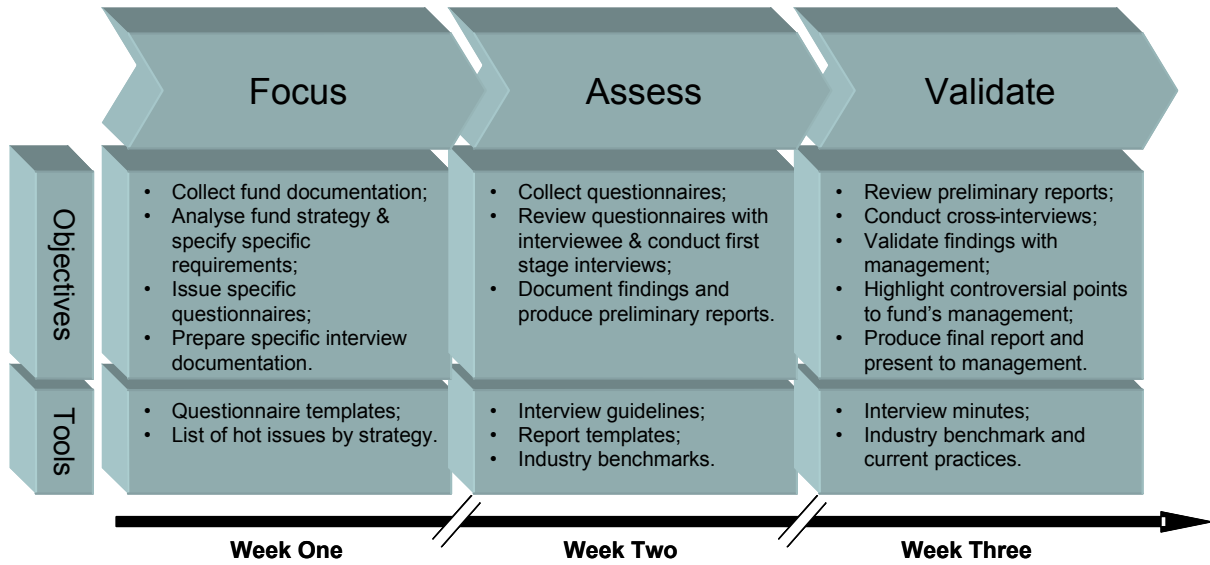 Focus
Assess
Validate
Objectives
• Collect fund documentation;
• Analyse fund strategy &
specify specific
requirements;
• Issue specific
questionnaires;
• Prepare specific interview
documentation.
• Collect questionnaires;
• Review questionnaires with
interviewee & conduct first
stage interviews;
• Document findings and
produce preliminary reports.
• Review preliminary reports;
• Conduct cross-interviews;
• Validate findings with
management;
• Highlight controversial points
to fund's management;
• Produce final report and
present to management.
Tools
• Questionnaire templates;
• List of hot issues by strategy.
• Interview guidelines;
• Report templates;
• Industry benchmarks.
• Interview minutes;
• Industry benchmark and
current practices.
Week One
Week Two
Week Three